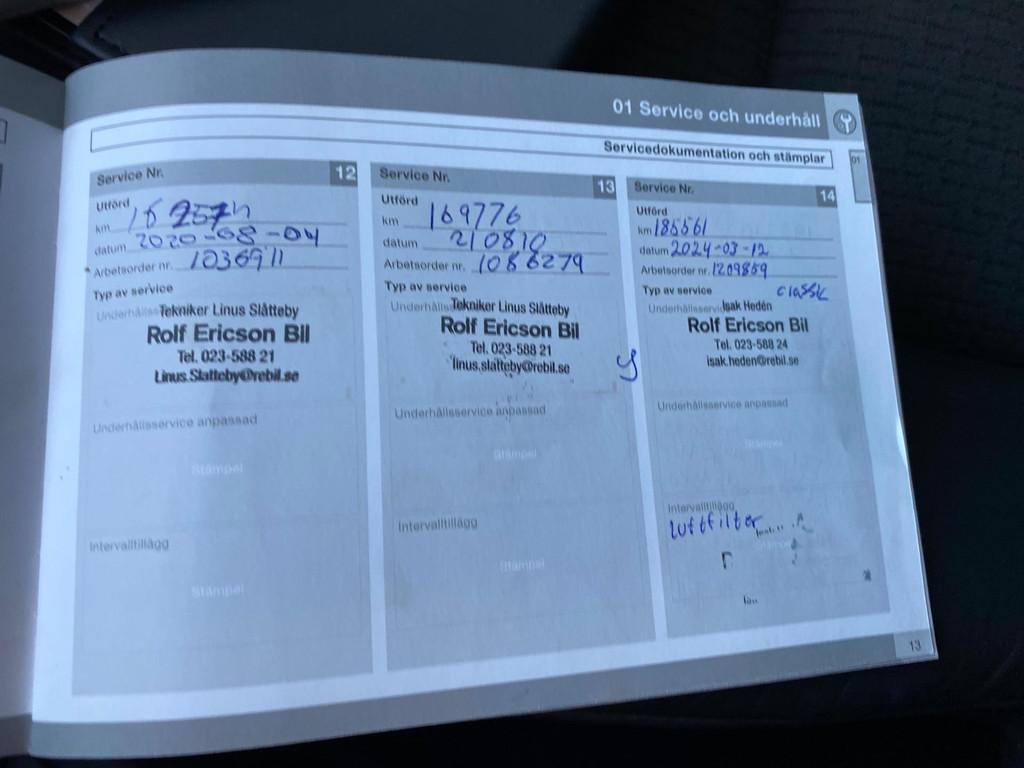 01 Service och underhåll
Servicedokumentation och stämplar
01
Service Nr. 12
Utförd
km
datum 2020-08-04
Arbetsorder nr. 1036911
Typ av service
Underhålls Tekniker Linus Slåtteby
Rolf Ericson Bil
Tel. 023-588 21
Linus.Slatteby@rebil.se
Underhållsservice anpassad
Stämpel
Intervalltillägg
Stämpel
Service Nr. 13
Utförd
km 169776
datum 210810
Arbetsorder nr. 1086279
Typ av service
Underhålls Tekniker Linus Slåtteby
Rolf Ericson Bil
Tel. 023-588 21
linus.slatteby@rebil.se
Underhållsservice anpassad
Stämpel
Intervalltillägg
Stämpel
Service Nr. 14
Utförd
km 185561
datum 2024-03-12
Arbetsorder nr. 1209859
Typ av service classic
Underhållsservi Isak Hedén
Rolf Ericson Bil
Tel. 023-588 24
isak.heden@rebil.se
Underhållsservice anpassad
Stämpel
Intervalltillägg
Luftfilter
Stämpel
13